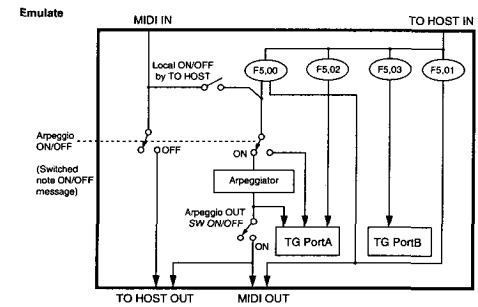 Emulate
MIDI IN
TO HOST IN
Local ON/OFF
by TO HOST
F5,00
F5,02
F5,03
F5,01
Arpeggio
ON/OFF
OFF
ON
(Switched
note ON/OFF
message)
Arpeggiator
Arpeggio OUT
SW ON/OFF
ON
TG PortA
TG PortB
TO HOST OUT
MIDI OUT